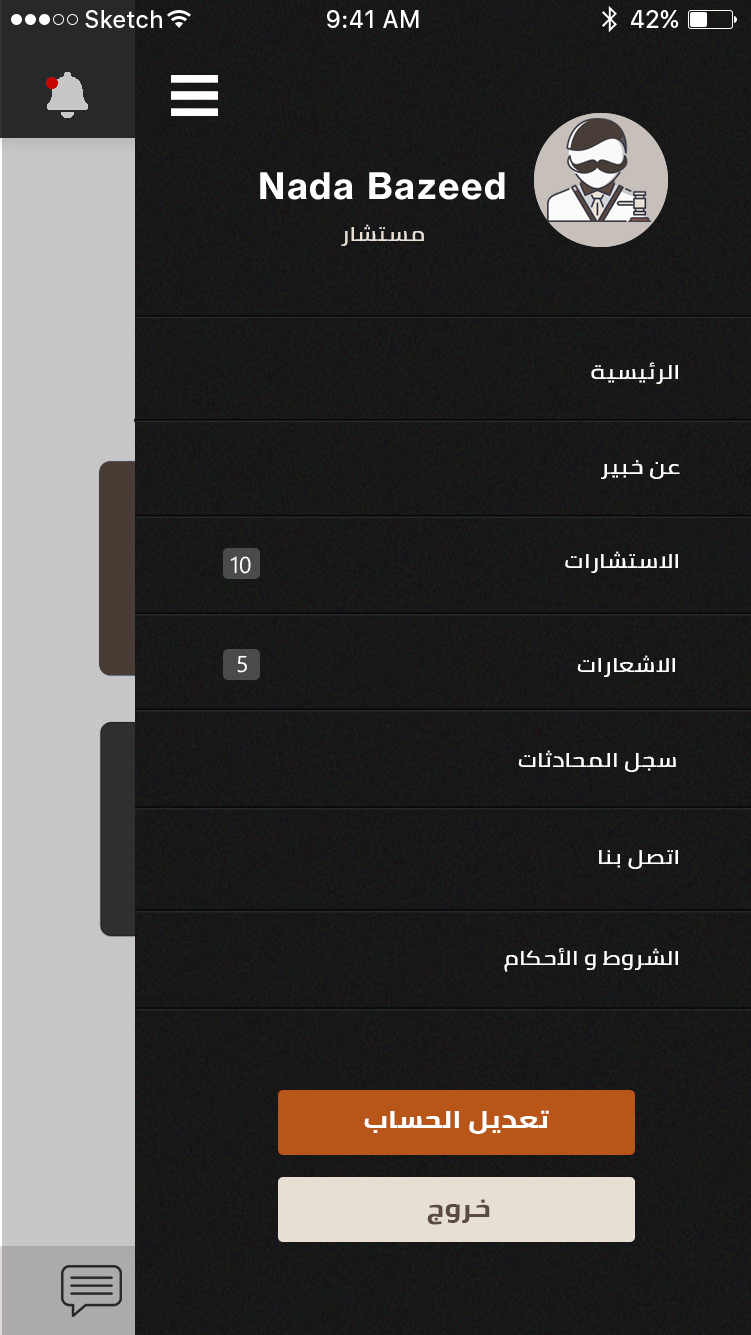 Sketch 9:41 AM 42%
Nada Bazeed
مستشار
الرئيسية
عن خبير
الاستشارات 10
الاشعارات 5
سجل المحادثات
اتصل بنا
الشروط و الأحكام
تعديل الحساب
خروج